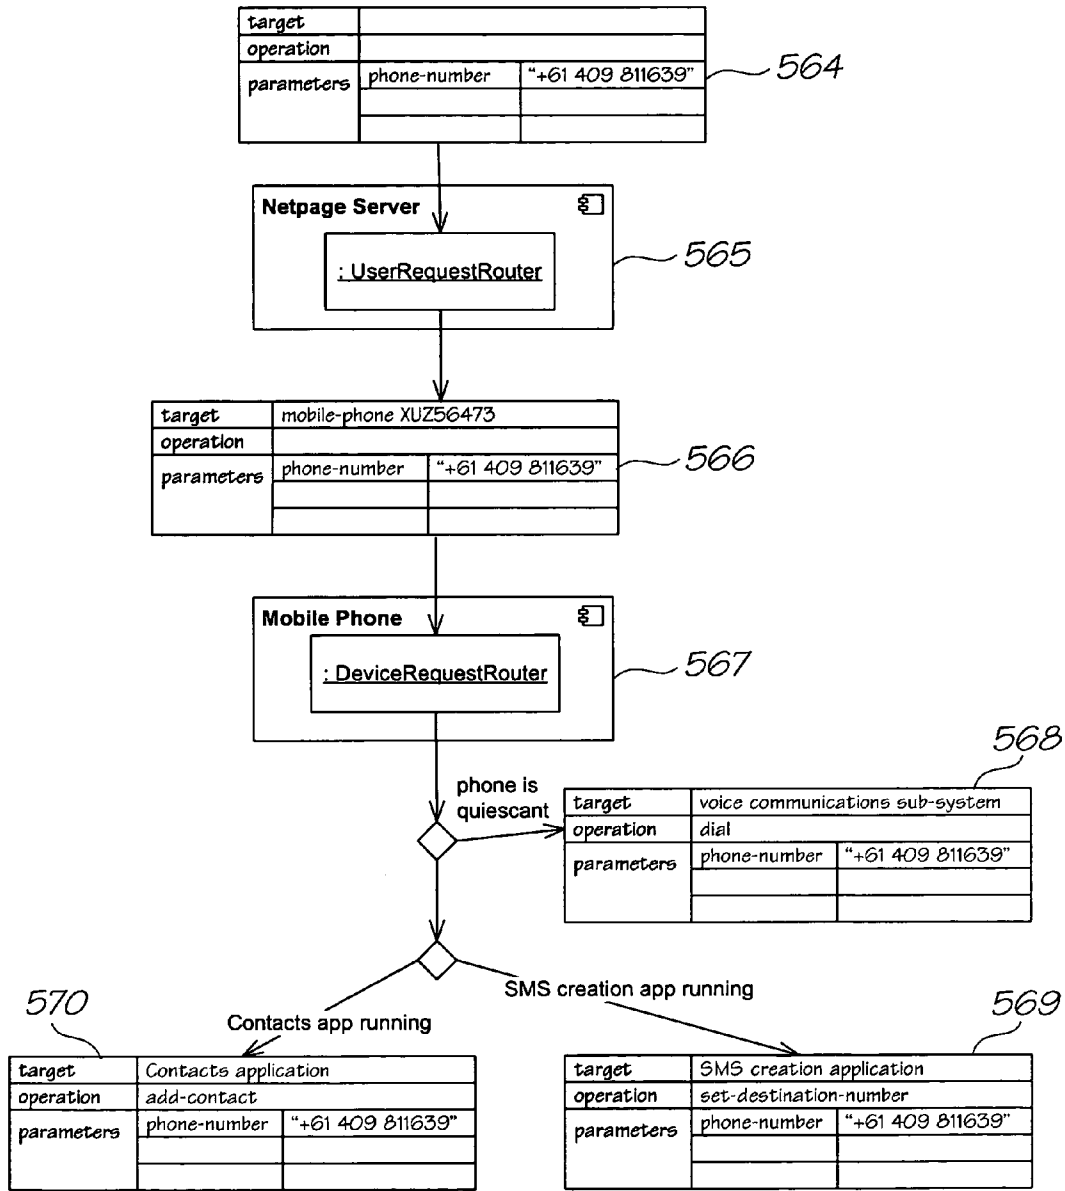 target
operation
parameters phone-number "+61 409 811639"
564
Netpage Server
: UserRequestRouter
565
target mobile-phone XUZ56473
operation
parameters phone-number "+61 409 811639"
566
Mobile Phone
: DeviceRequestRouter
567
568
phone is
quiescant
target voice communications sub-system
operation dial
parameters phone-number "+61 409 811639"
SMS creation app running
Contacts app running
570
target Contacts application
operation add-contact
parameters phone-number "+61 409 811639"
569
target SMS creation application
operation set-destination-number
parameters phone-number "+61 409 811639"